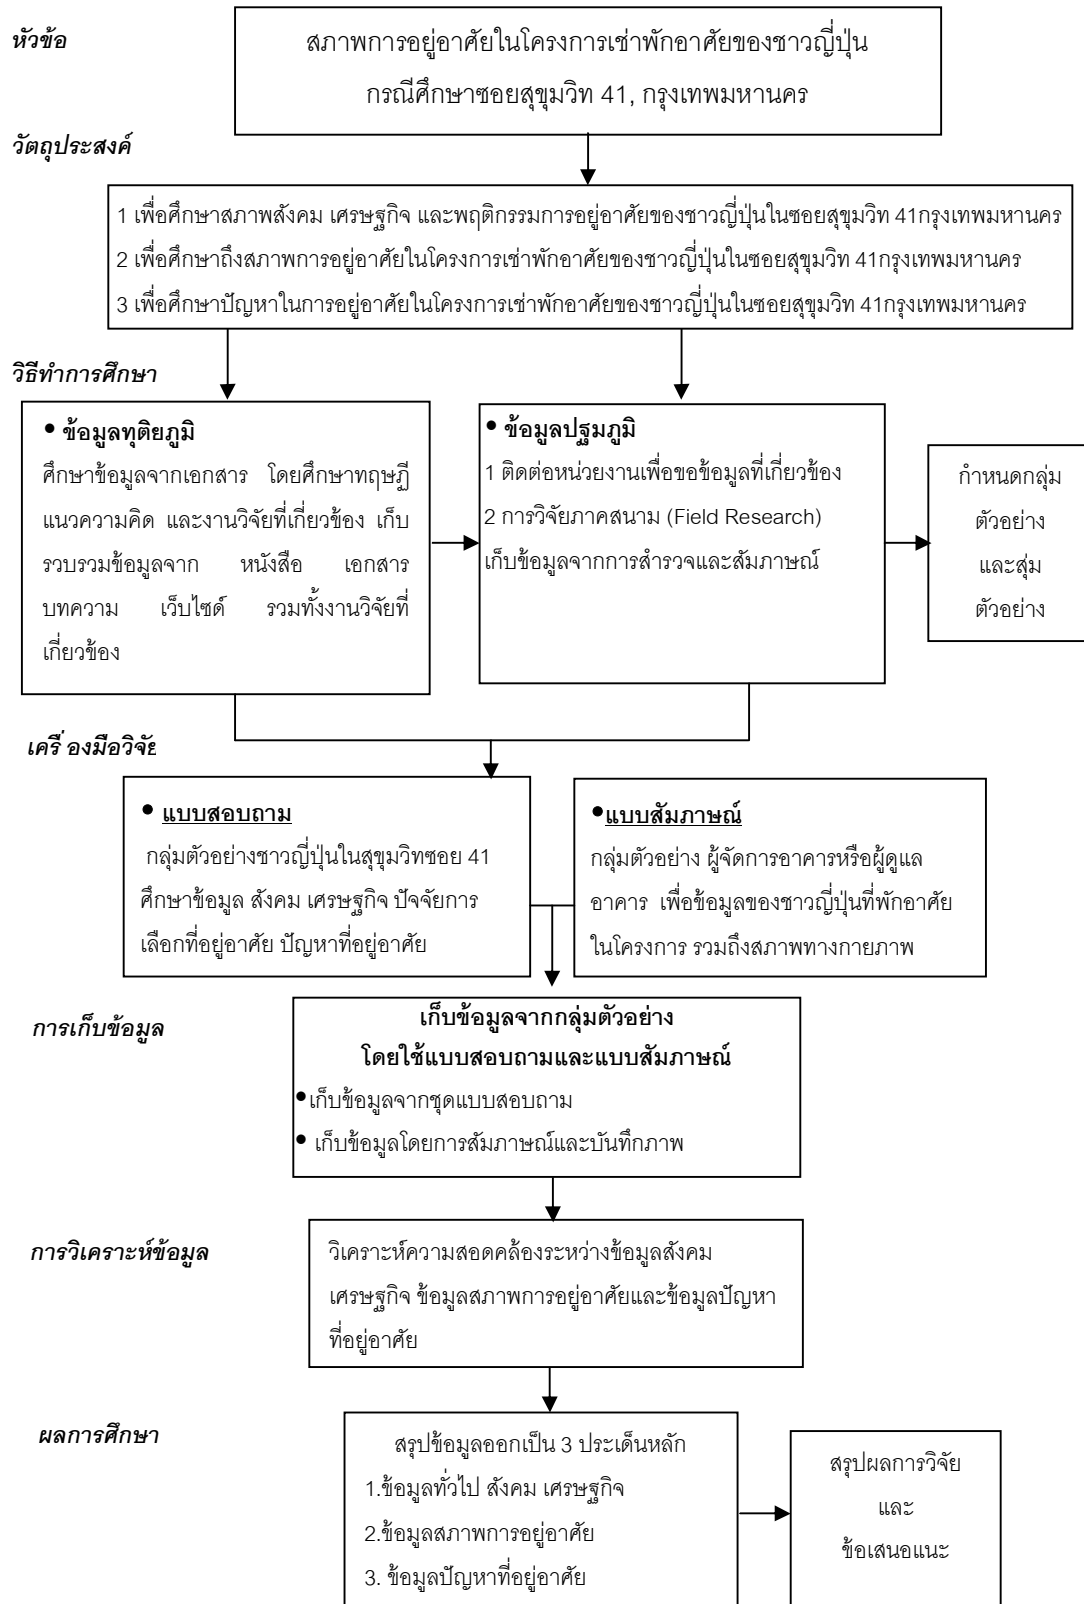 หัวข้อ
สภาพการอยู่อาศัยในโครงการเช่าพักอาศัยของชาวญี่ปุ่น
กรณีศึกษาซอยสุขุมวิท 41, กรุงเทพมหานคร
วัตถุประสงค์
1 เพื่อศึกษาสภาพสังคม เศรษฐกิจ และพฤติกรรมการอยู่อาศัยของชาวญี่ปุ่นในซอยสุขุมวิท 41กรุงเทพมหานคร
2 เพื่อศึกษาถึงสภาพการอยู่อาศัยในโครงการเช่าพักอาศัยของชาวญี่ปุ่นในซอยสุขุมวิท 41กรุงเทพมหานคร
3 เพื่อศึกษาปัญหาในการอยู่อาศัยในโครงการเช่าพักอาศัยของชาวญี่ปุ่นในซอยสุขุมวิท 41กรุงเทพมหานคร
วิธีทำการศึกษา
• ข้อมูลทุติยภูมิ
ศึกษาข้อมูลจากเอกสาร โดยศึกษาทฤษฎี
แนวความคิด และงานวิจัยที่เกี่ยวข้อง เก็บ
รวบรวมข้อมูลจาก หนังสือ เอกสาร
บทความ เว็บไซด์ รวมทั้งงานวิจัยที่
เกี่ยวข้อง
• ข้อมูลปฐมภูมิ
1 ติดต่อหน่วยงานเพื่อขอข้อมูลที่เกี่ยวข้อง
2 การวิจัยภาคสนาม (Field Research)
เก็บข้อมูลจากการสำรวจและสัมภาษณ์
กำหนดกลุ่ม
ตัวอย่าง
และสุ่ม
ตัวอย่าง
เครื่องมือวิจัย
• แบบสอบถาม
กลุ่มตัวอย่างชาวญี่ปุ่นในสุขุมวิทซอย 41
ศึกษาข้อมูล สังคม เศรษฐกิจ ปัจจัยการ
เลือกที่อยู่อาศัย ปัญหาที่อยู่อาศัย
•แบบสัมภาษณ์
กลุ่มตัวอย่าง ผู้จัดการอาคารหรือผู้ดูแล
อาคาร เพื่อข้อมูลของชาวญี่ปุ่นที่พักอาศัย
ในโครงการ รวมถึงสภาพทางกายภาพ
การเก็บข้อมูล
เก็บข้อมูลจากกลุ่มตัวอย่าง
โดยใช้แบบสอบถามและแบบสัมภาษณ์
•เก็บข้อมูลจากชุดแบบสอบถาม
• เก็บข้อมูลโดยการสัมภาษณ์และบันทึกภาพ
การวิเคราะห์ข้อมูล
วิเคราะห์ความสอดคล้องระหว่างข้อมูลสังคม
เศรษฐกิจ ข้อมูลสภาพการอยู่อาศัยและข้อมูลปัญหา
ที่อยู่อาศัย
ผลการศึกษา
สรุปข้อมูลออกเป็น 3 ประเด็นหลัก
1.ข้อมูลทั่วไป สังคม เศรษฐกิจ
2.ข้อมูลสภาพการอยู่อาศัย
3. ข้อมูลปัญหาที่อยู่อาศัย
สรุปผลการวิจัย
และ
ข้อเสนอแนะ